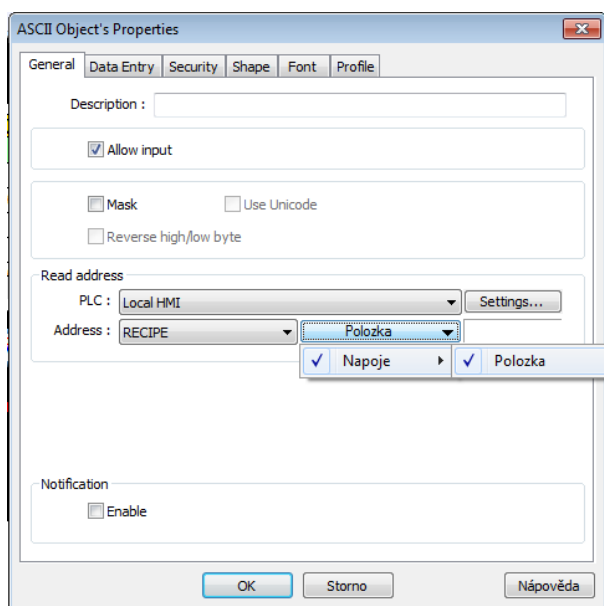 ASCII Object's Properties
General Data Entry Security Shape Font Profile
Description :
Allow input
Mask Use Unicode
Reverse high/low byte
Read address
PLC : Local HMI Settings...
Address : RECIPE Polozka
Napoje Polozka
Notification
Enable
OK Storno Nápověda